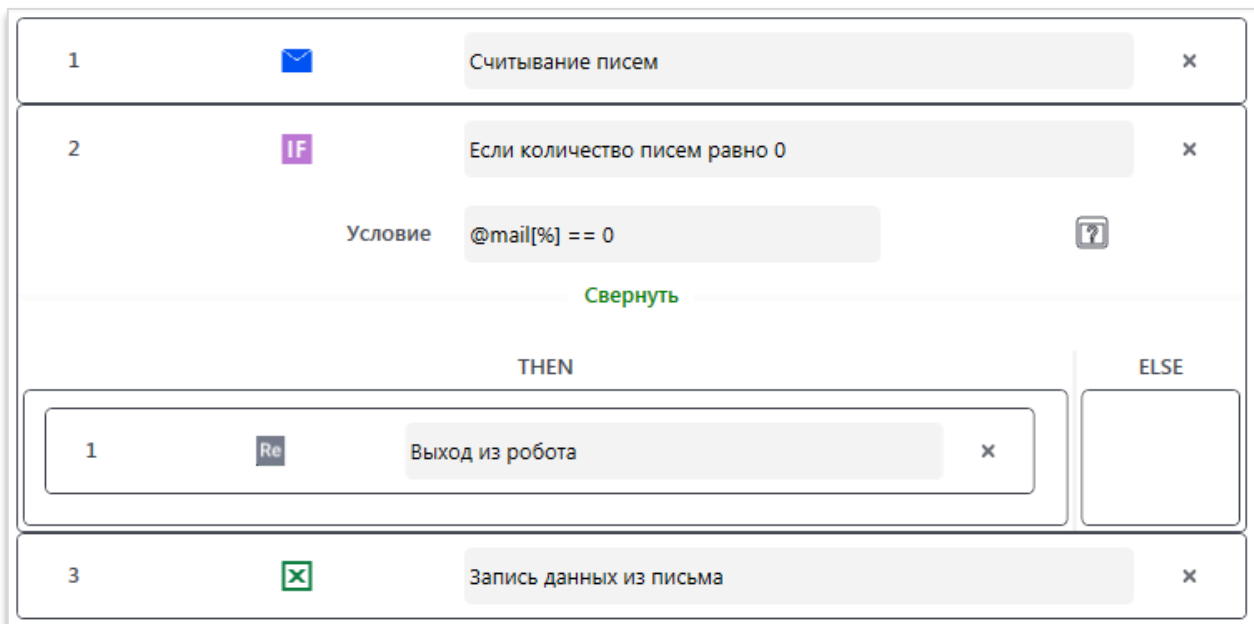 1 Считывание писем ×
2 IF Если количество писем равно 0 ×
Условие @mail[%] == 0 ?
Свернуть
THEN ELSE
1 Re Выход из робота ×
3 X Запись данных из письма ×